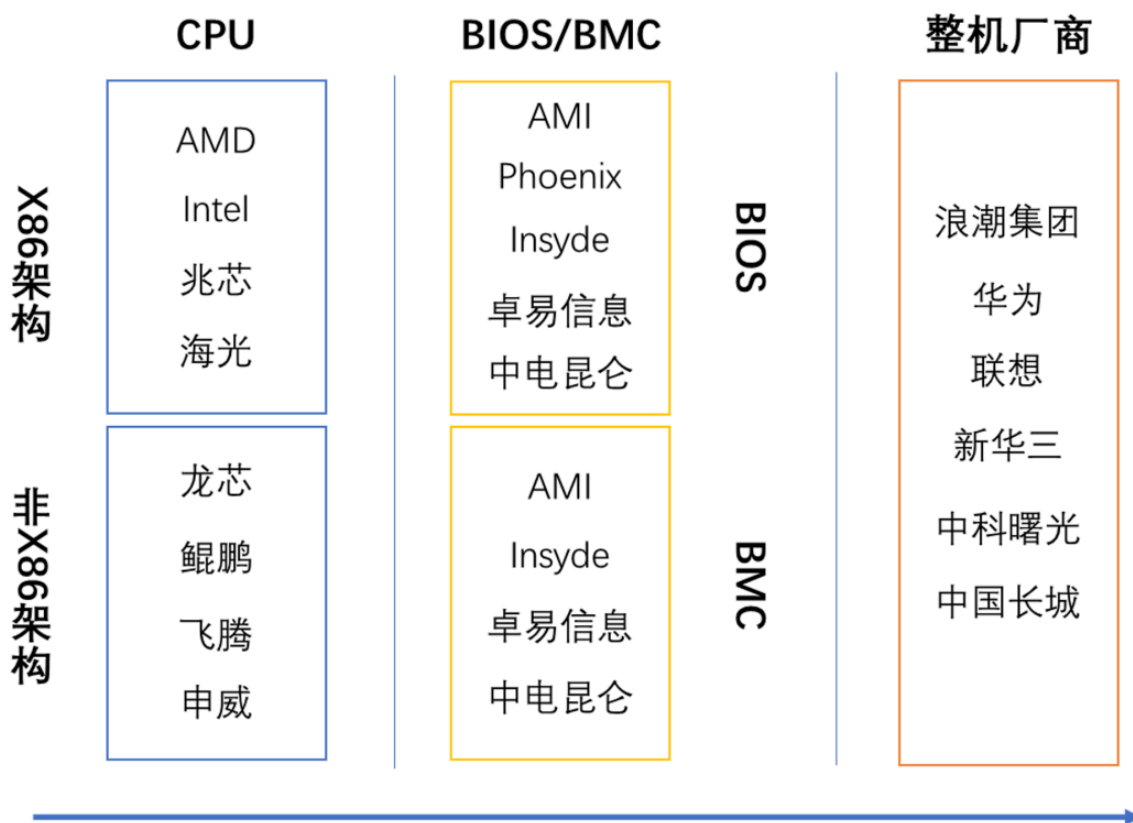 CPU
BIOS/BMC
整机厂商
X86架构
AMD
Intel
兆芯
海光
AMI
Phoenix
Insyde
卓易信息
中电昆仑
BIOS
非X86架构
龙芯
鲲鹏
飞腾
申威
AMI
Insyde
卓易信息
中电昆仑
BMC
浪潮集团
华为
联想
新华三
中科曙光
中国长城